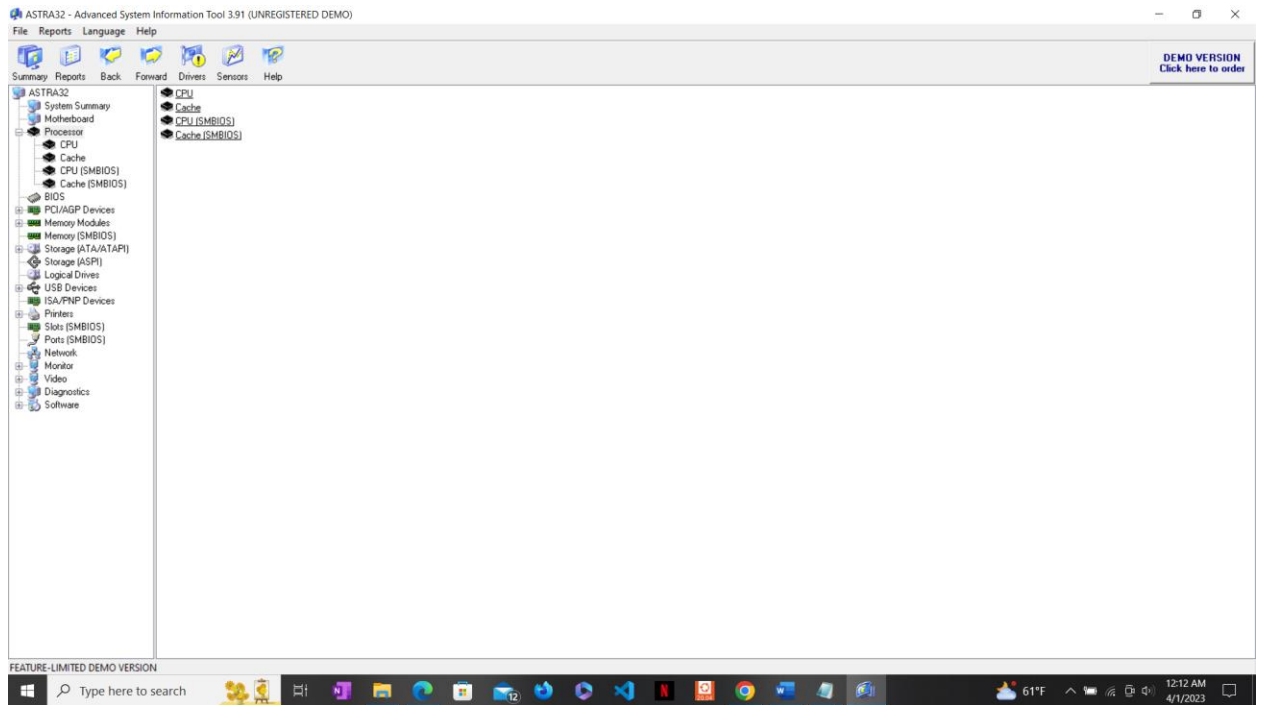 ASTRA32 - Advanced System Information Tool 3.91 (UNREGISTERED DEMO)
File Reports Language Help
Summary Reports Back Forward Drivers Sensors Help
DEMO VERSION
Click here to order
ASTRA32
System Summary
Motherboard
Processor
CPU
Cache
CPU (SMBIOS)
Cache (SMBIOS)
BIOS
PCI/AGP Devices
Memory Modules
Memory (SMBIOS)
Storage (ATA/ATAPI)
Storage (ASPI)
Logical Drives
USB Devices
ISA/PNP Devices
Printers
Slots (SMBIOS)
Ports (SMBIOS)
Network
Monitor
Video
Diagnostics
Software
CPU
Cache
CPU (SMBIOS)
Cache (SMBIOS)
FEATURE-LIMITED DEMO VERSION
Type here to search
12
N
23.04
W
61°F
12:12 AM
4/1/2023